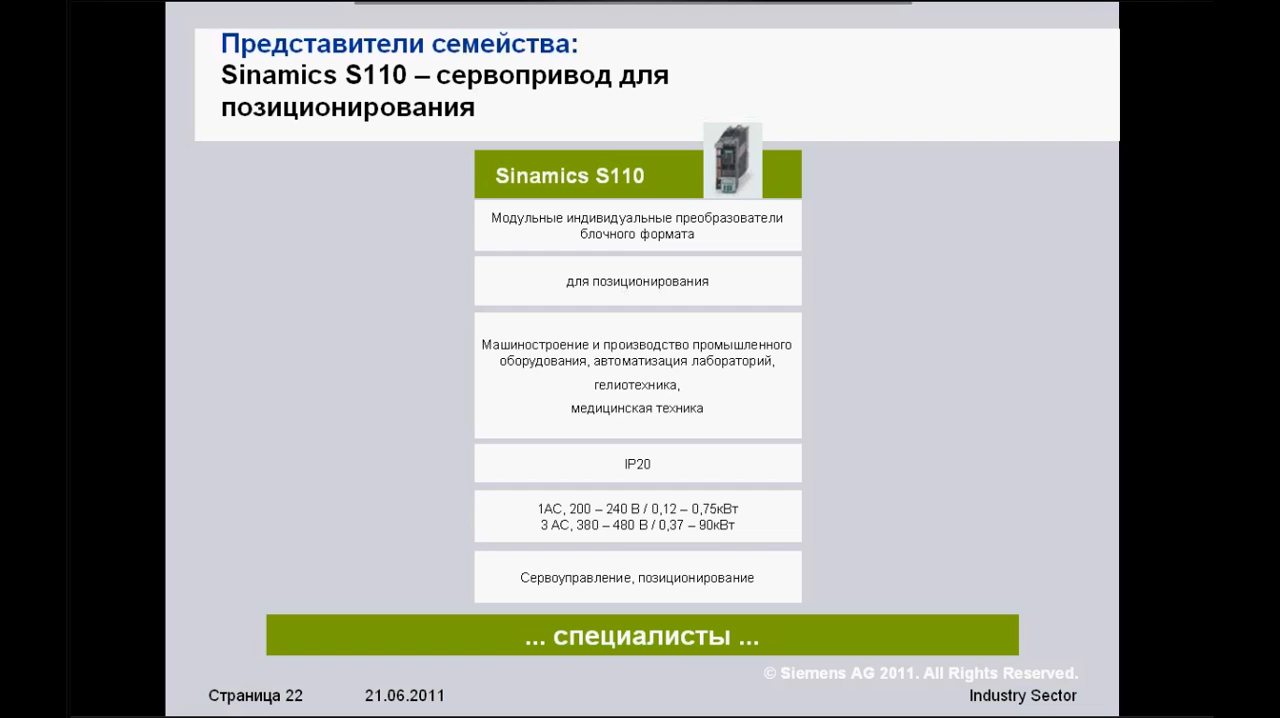 Представители семейства:
Sinamics S110 – сервопривод для
позиционирования
Sinamics S110
Модульные индивидуальные преобразователи
блочного формата
для позиционирования
Машиностроение и производство промышленного
оборудования, автоматизация лабораторий,
гелиотехника,
медицинская техника
IP20
1AC, 200 – 240 В / 0,12 – 0,75кВт
3 AC, 380 – 480 В / 0,37 – 90кВт
Сервоуправление, позиционирование
... специалисты ...
© Siemens AG 2011. All Rights Reserved.
Страница 22 21.06.2011 Industry Sector